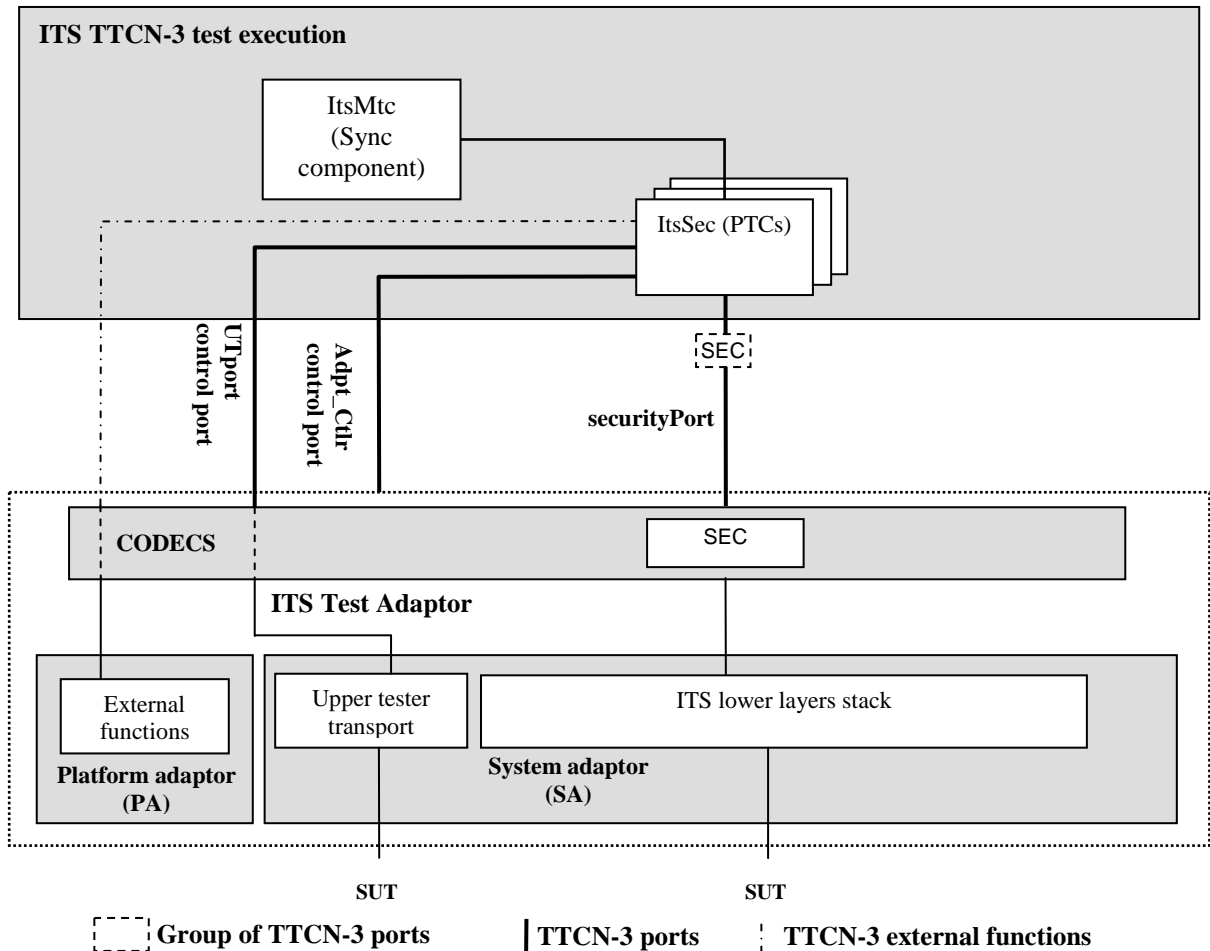 ITS TTCN-3 test execution
ItsMtc
(Sync
component)
ItsSec (PTCs)
UTport
control port
Adpt_Ctlr
control port
SEC
securityPort
CODECS
SEC
ITS Test Adaptor
External
functions
Platform adaptor
(PA)
Upper tester
transport
ITS lower layers stack
System adaptor
(SA)
SUT
SUT
Group of TTCN-3 ports
TTCN-3 ports
TTCN-3 external functions